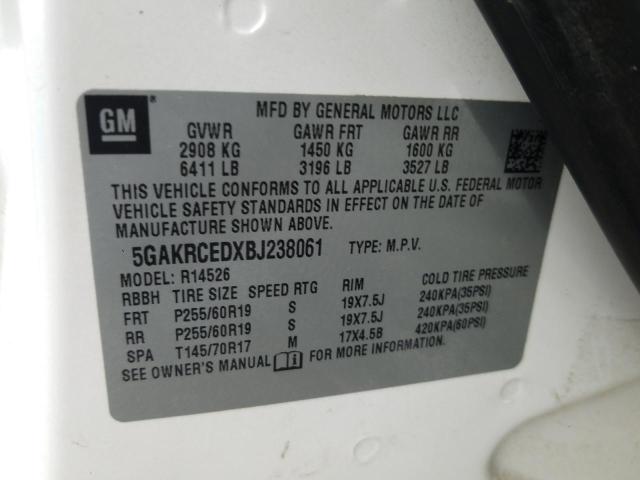 GM
MFD BY GENERAL MOTORS LLC
GVWR GAWR FRT GAWR RR
2908 KG 1450 KG 1600 KG
6411 LB 3196 LB 3527 LB
THIS VEHICLE CONFORMS TO ALL APPLICABLE U.S. FEDERAL MOTOR
VEHICLE SAFETY STANDARDS IN EFFECT ON THE DATE OF
MANUFACTURE SHOWN ABOVE.
5GAKRCEDXBJ238061 TYPE: M.P.V.
MODEL: R14526
RBBH TIRE SIZE SPEED RTG RIM COLD TIRE PRESSURE
FRT P255/60R19 S 19X7.5J 240KPA(35PSI)
RR P255/60R19 S 19X7.5J 240KPA(35PSI)
SPA T145/70R17 M 17X4.5B 420KPA(60PSI)
SEE OWNER'S MANUAL i FOR MORE INFORMATION.